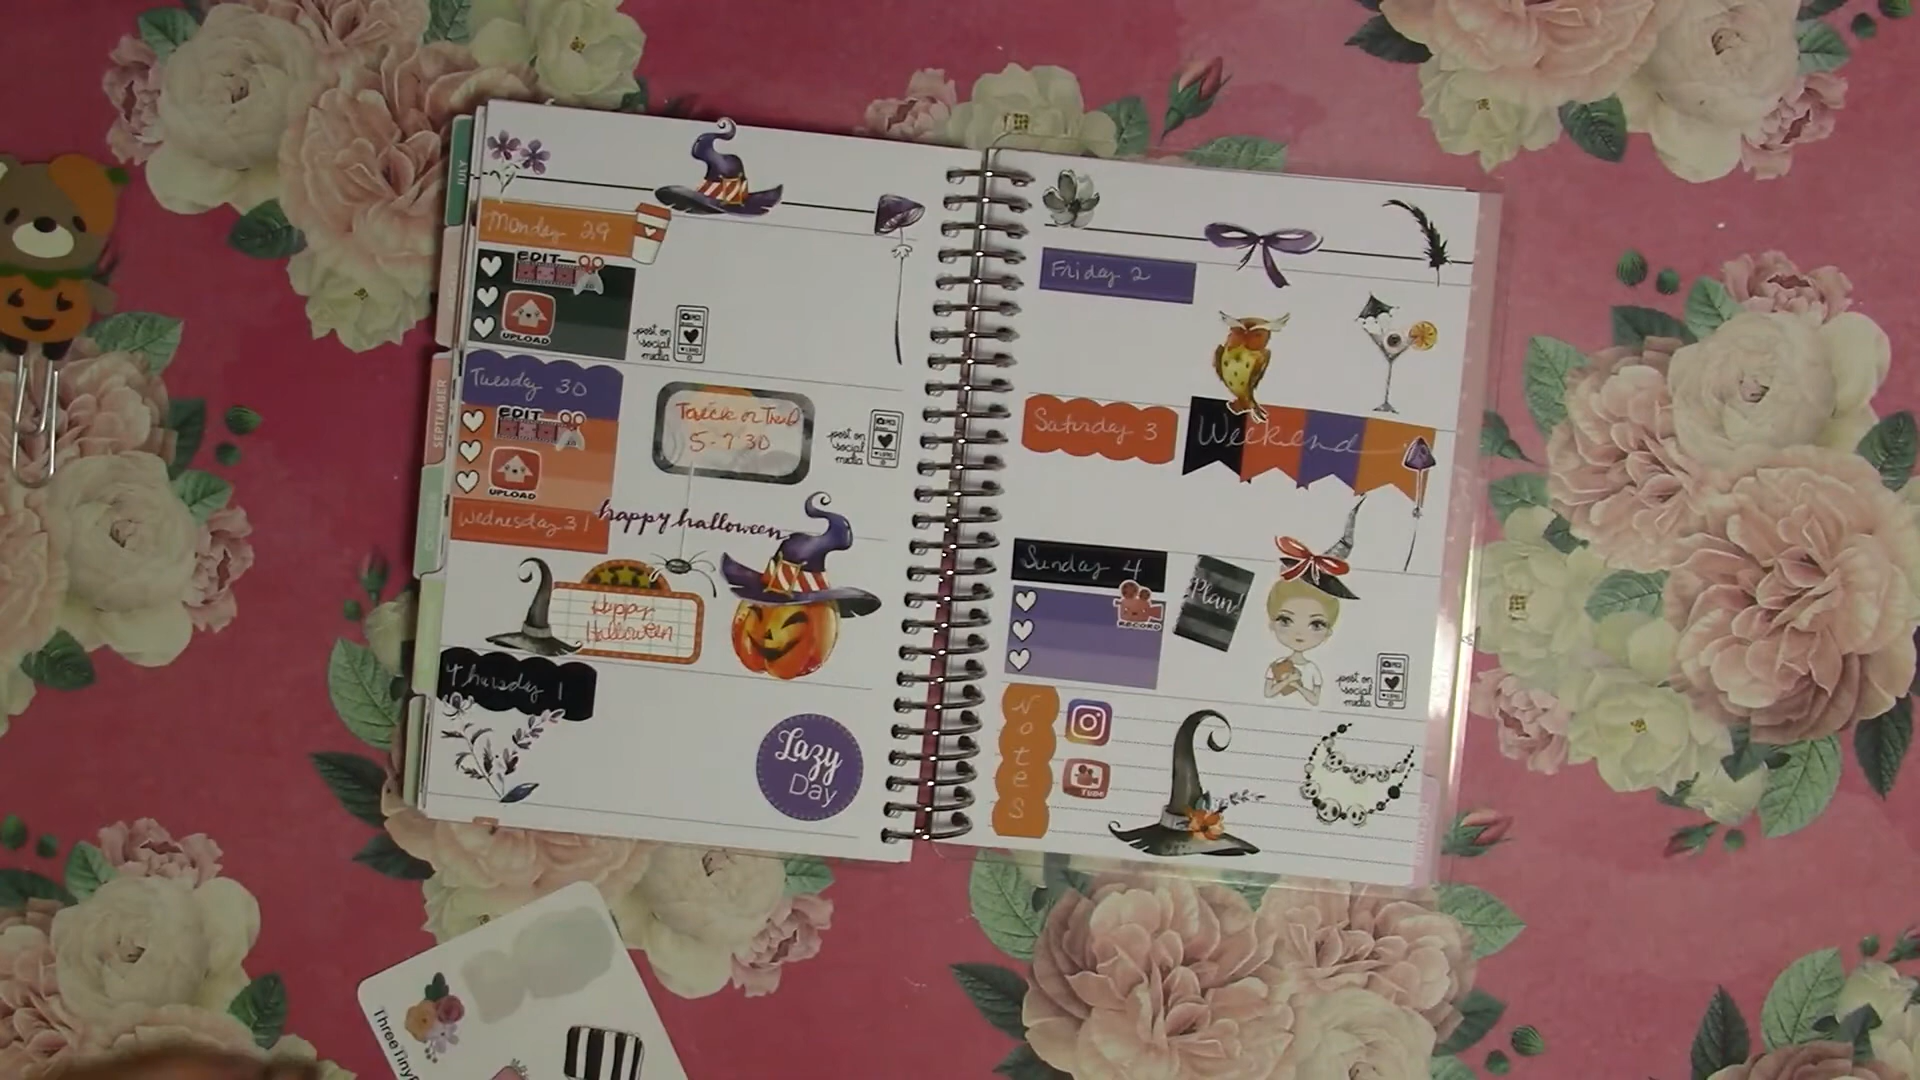 JULY
SEPTEMBER
Monday 29
EDIT
UPLOAD
post on
social
media
Tuesday 30
EDIT
UPLOAD
Trick or Treat
5-7 30
post on
social
media
Wednesday 31
happy halloween
Happy
Halloween
Thursday 1
Lazy
Day
Friday 2
Saturday 3
Weekend
Sunday 4
RECORD
Plan!
post on
social
media
Notes
TUBE
ThreeTiny